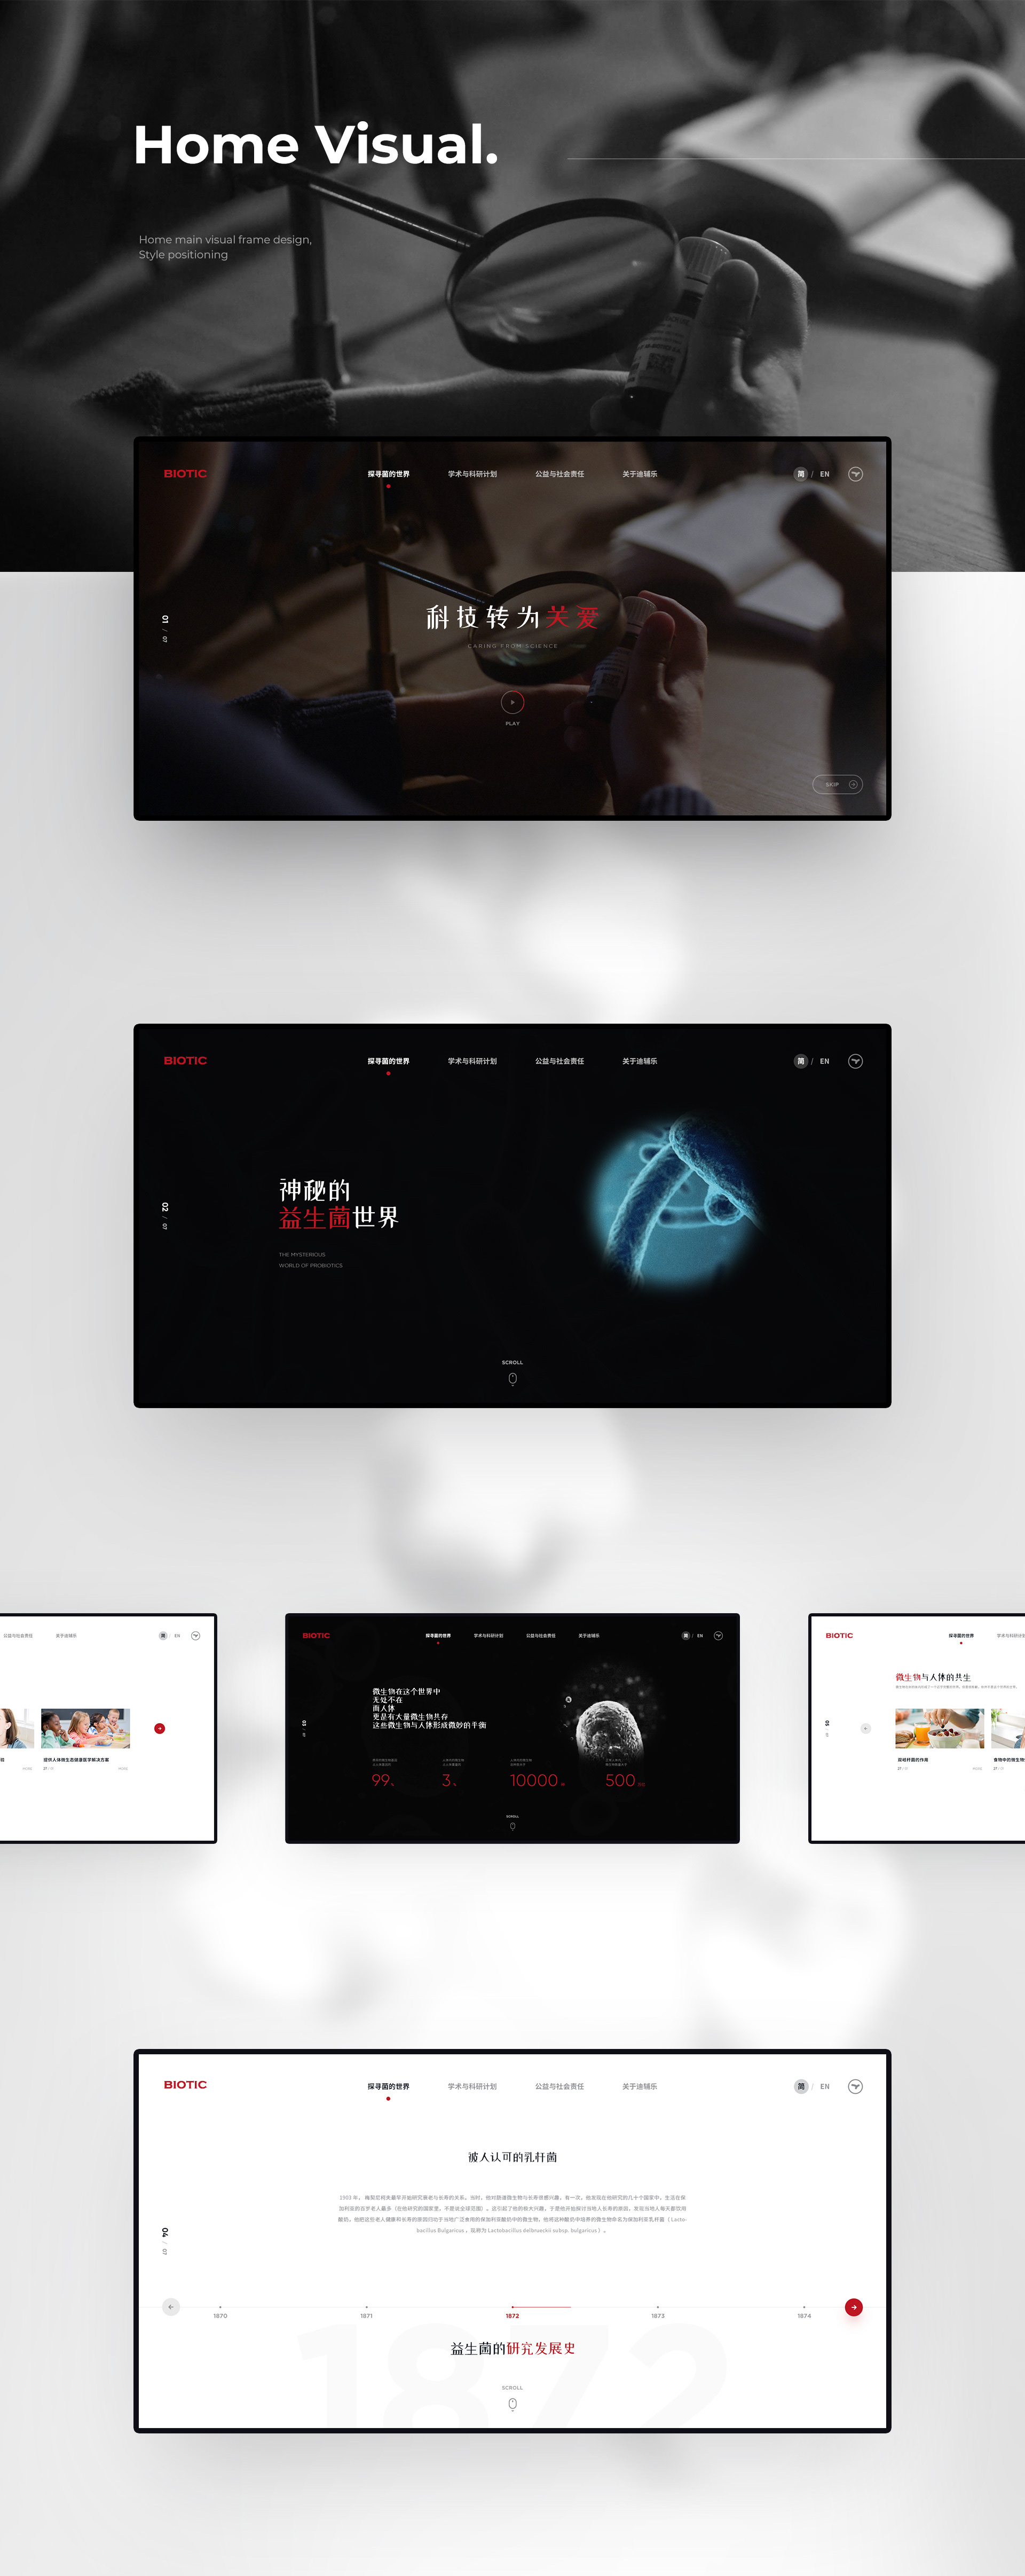 Home Visual.
Home main visual frame design,
Style positioning
BIOTIC
探寻菌的世界
学术与科研计划
公益与社会责任
关于迪辅乐
简 / EN
01 / 07
科技转为关爱
CARING FROM SCIENCE
PLAY
SKIP
BIOTIC
探寻菌的世界
学术与科研计划
公益与社会责任
关于迪辅乐
简 / EN
02 / 07
神秘的
益生菌世界
THE MYSTERIOUS
WORLD OF PROBIOTICS
SCROLL
公益与社会责任
关于迪辅乐
简 / EN
提供人体微生态健康医学解决方案
MORE
BIOTIC
探寻菌的世界
学术与科研计划
公益与社会责任
关于迪辅乐
简 / EN
微生物在这个世界中
无处不在
而人体
更是有大量微生物共存
这些微生物与人体形成微妙的平衡
99
3
10000
500
SCROLL
BIOTIC
探寻菌的世界
学术与科研计划
微生物与人体的共生
双岐杆菌的作用
MORE
食物中的微生物
BIOTIC
探寻菌的世界
学术与科研计划
公益与社会责任
关于迪辅乐
简 / EN
被人认可的乳杆菌
04 / 07
1870
1871
1872
1873
1874
1872
益生菌的研究发展史
SCROLL